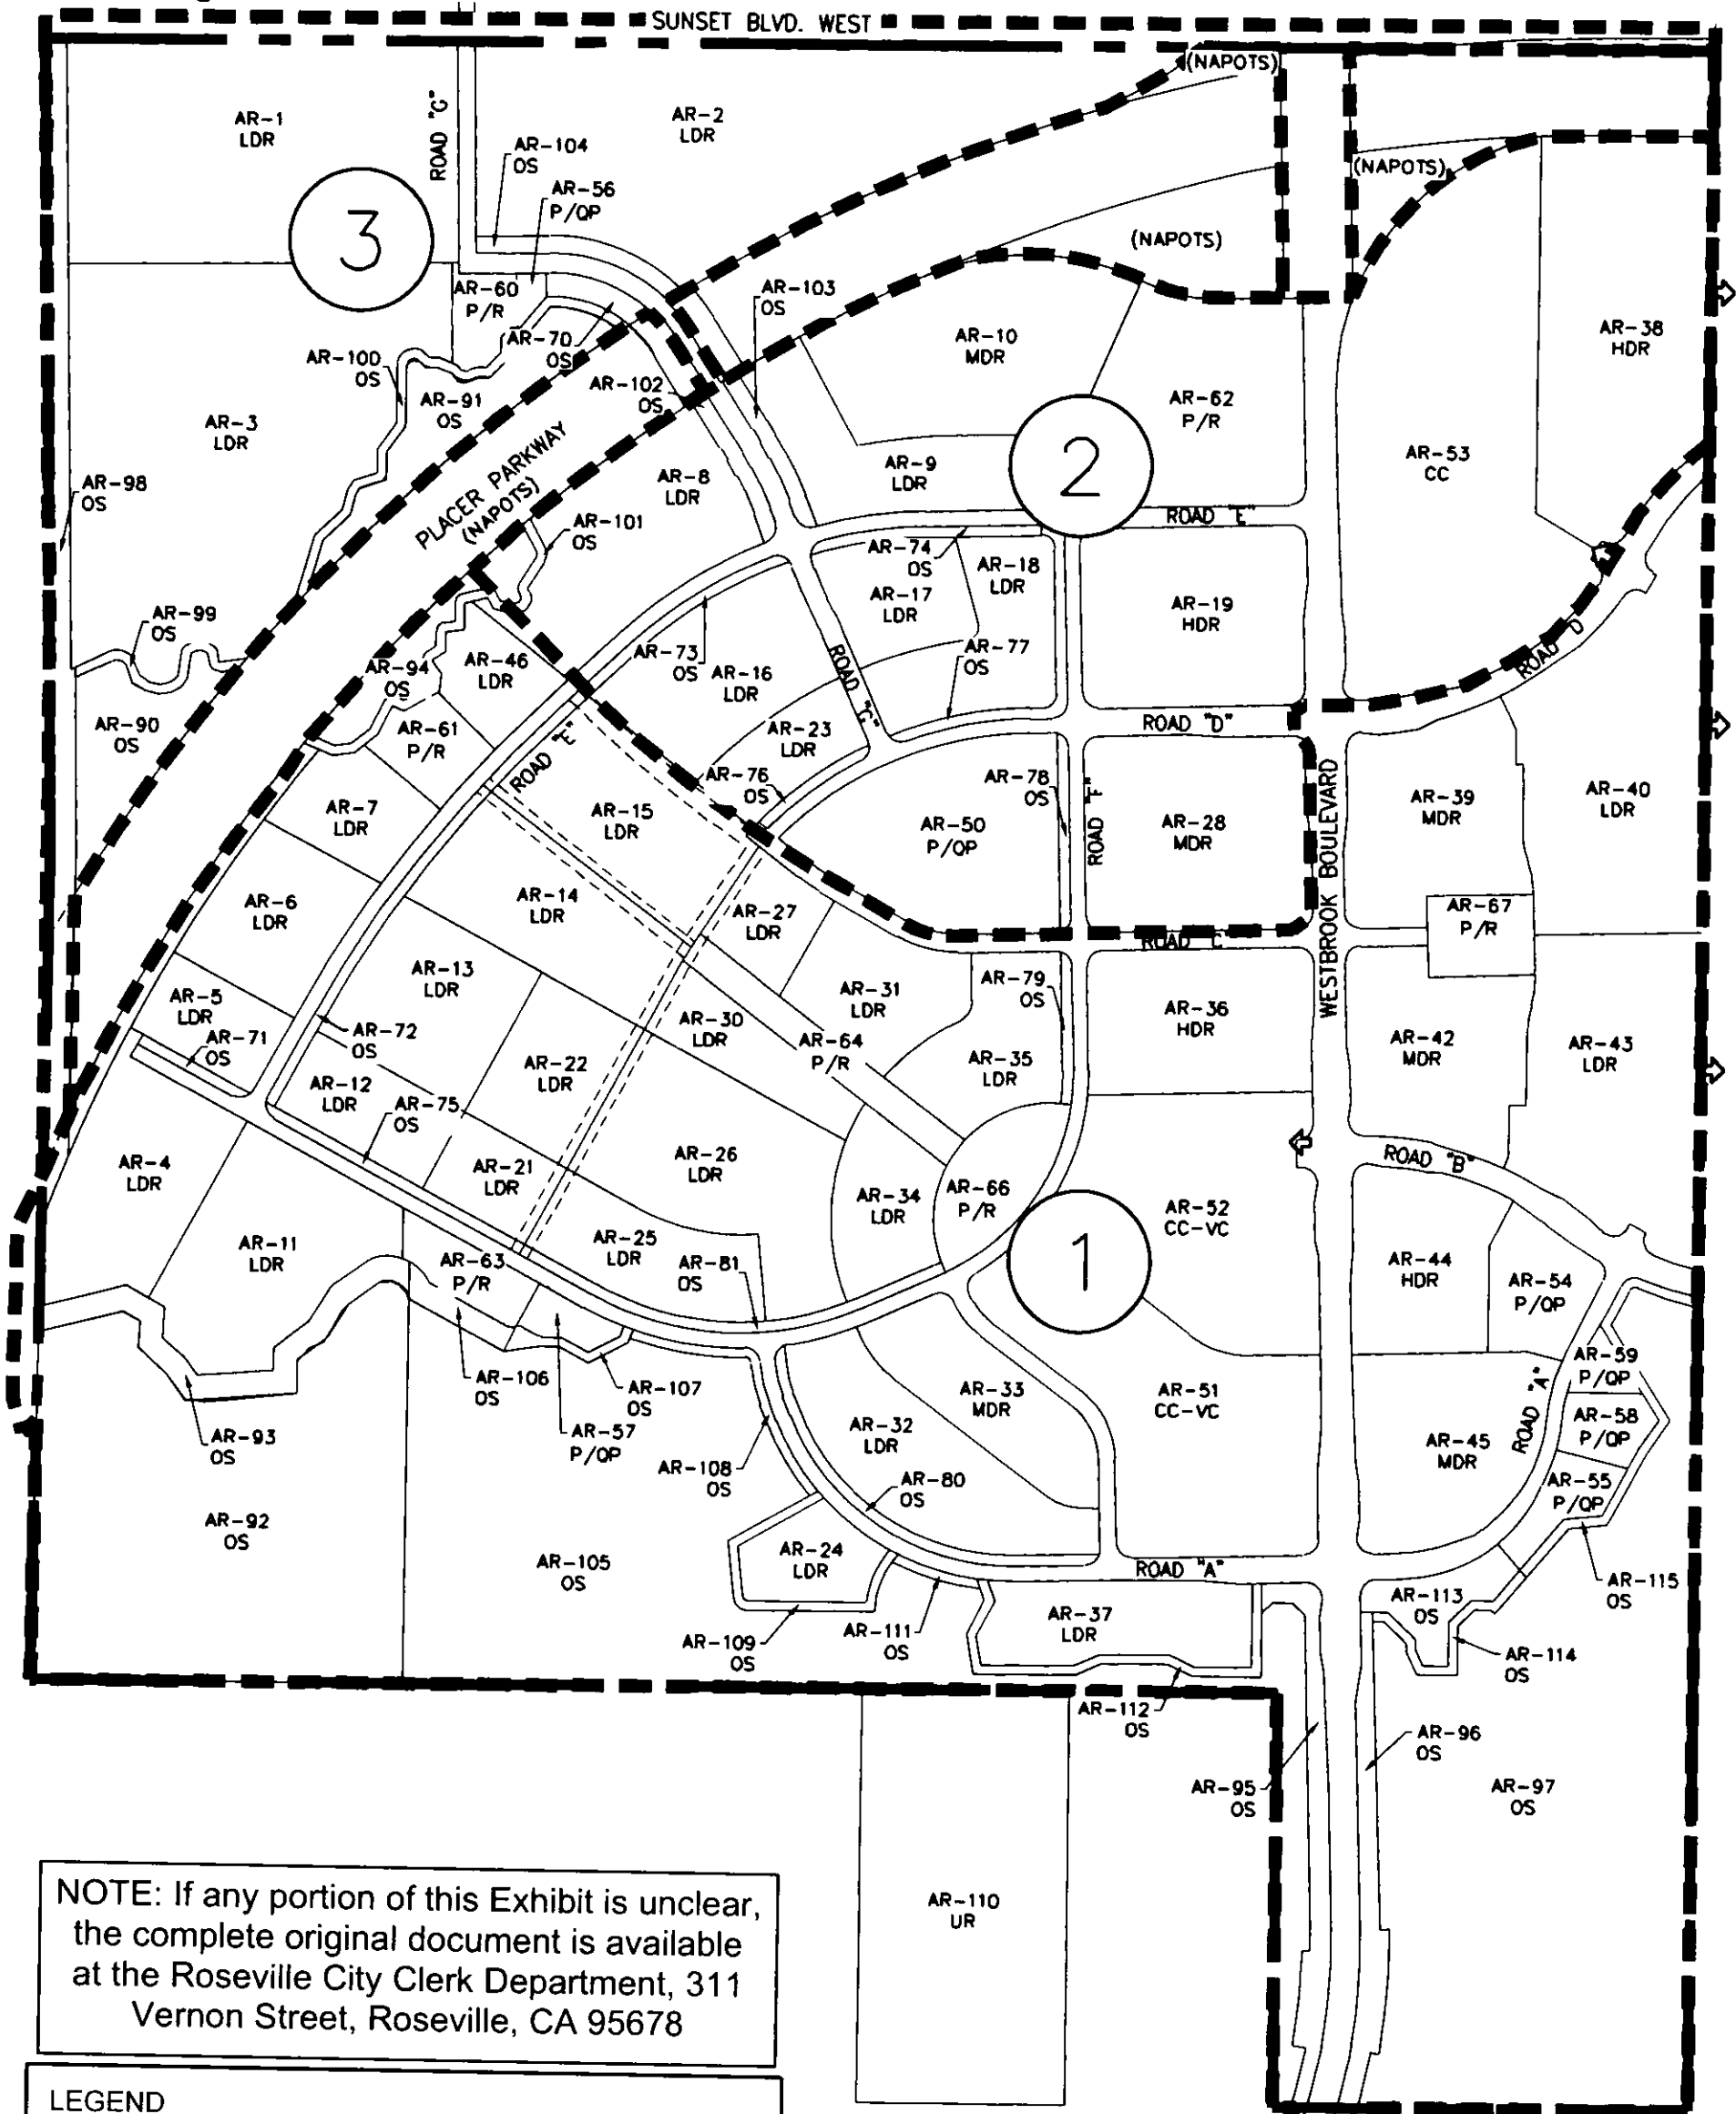 SUNSET BLVD. WEST
(NAPOTS)
AR-1
LDR
ROAD "G"
AR-2
LDR
AR-104
OS
AR-56
P/QP
(NAPOTS)
3
(NAPOTS)
AR-60
P/R
AR-103
OS
AR-70
OS
AR-10
MDR
AR-38
HDR
AR-100
OS
AR-102
OS
AR-91
OS
AR-62
P/R
AR-3
LDR
PLACER PARKWAY
(NAPOTS)
AR-8
LDR
AR-9
LDR
2
AR-53
CC
AR-98
OS
AR-101
OS
ROAD "E"
AR-74
OS
AR-18
LDR
AR-17
LDR
AR-19
HDR
AR-99
OS
AR-94
OS
AR-46
LDR
AR-73
OS
AR-16
LDR
ROAD "G"
AR-77
OS
ROAD D
AR-90
OS
AR-61
P/R
AR-23
LDR
ROAD "D"
ROAD "E"
AR-76
OS
AR-78
OS
AR-7
LDR
AR-15
LDR
AR-50
P/QP
ROAD "F"
AR-28
MDR
WESTBROOK BOULEVARD
AR-39
MDR
AR-40
LDR
AR-6
LDR
AR-14
LDR
AR-27
LDR
AR-67
P/R
ROAD C
AR-13
LDR
AR-79
OS
AR-5
LDR
AR-31
LDR
AR-36
HDR
AR-71
OS
AR-72
OS
AR-30
LDR
AR-64
P/R
AR-42
MDR
AR-43
LDR
AR-22
LDR
AR-35
LDR
AR-12
LDR
AR-75
OS
AR-4
LDR
AR-21
LDR
AR-26
LDR
ROAD "B"
AR-34
LDR
AR-66
P/R
AR-52
CC-VC
AR-11
LDR
AR-63
P/R
AR-25
LDR
AR-81
OS
1
AR-44
HDR
AR-54
P/QP
AR-59
P/QP
AR-106
OS
AR-107
OS
AR-33
MDR
AR-51
CC-VC
ROAD "A"
AR-58
P/QP
AR-93
OS
AR-57
P/QP
AR-32
LDR
AR-45
MDR
AR-108
OS
AR-80
OS
AR-55
P/QP
AR-92
OS
AR-105
OS
AR-24
LDR
ROAD "A"
AR-115
OS
AR-113
OS
AR-37
LDR
AR-109
OS
AR-111
OS
AR-114
OS
AR-112
OS
AR-96
OS
AR-95
OS
AR-97
OS
AR-110
UR
NOTE: If any portion of this Exhibit is unclear,
the complete original document is available
at the Roseville City Clerk Department, 311
Vernon Street, Roseville, CA 95678
LEGEND